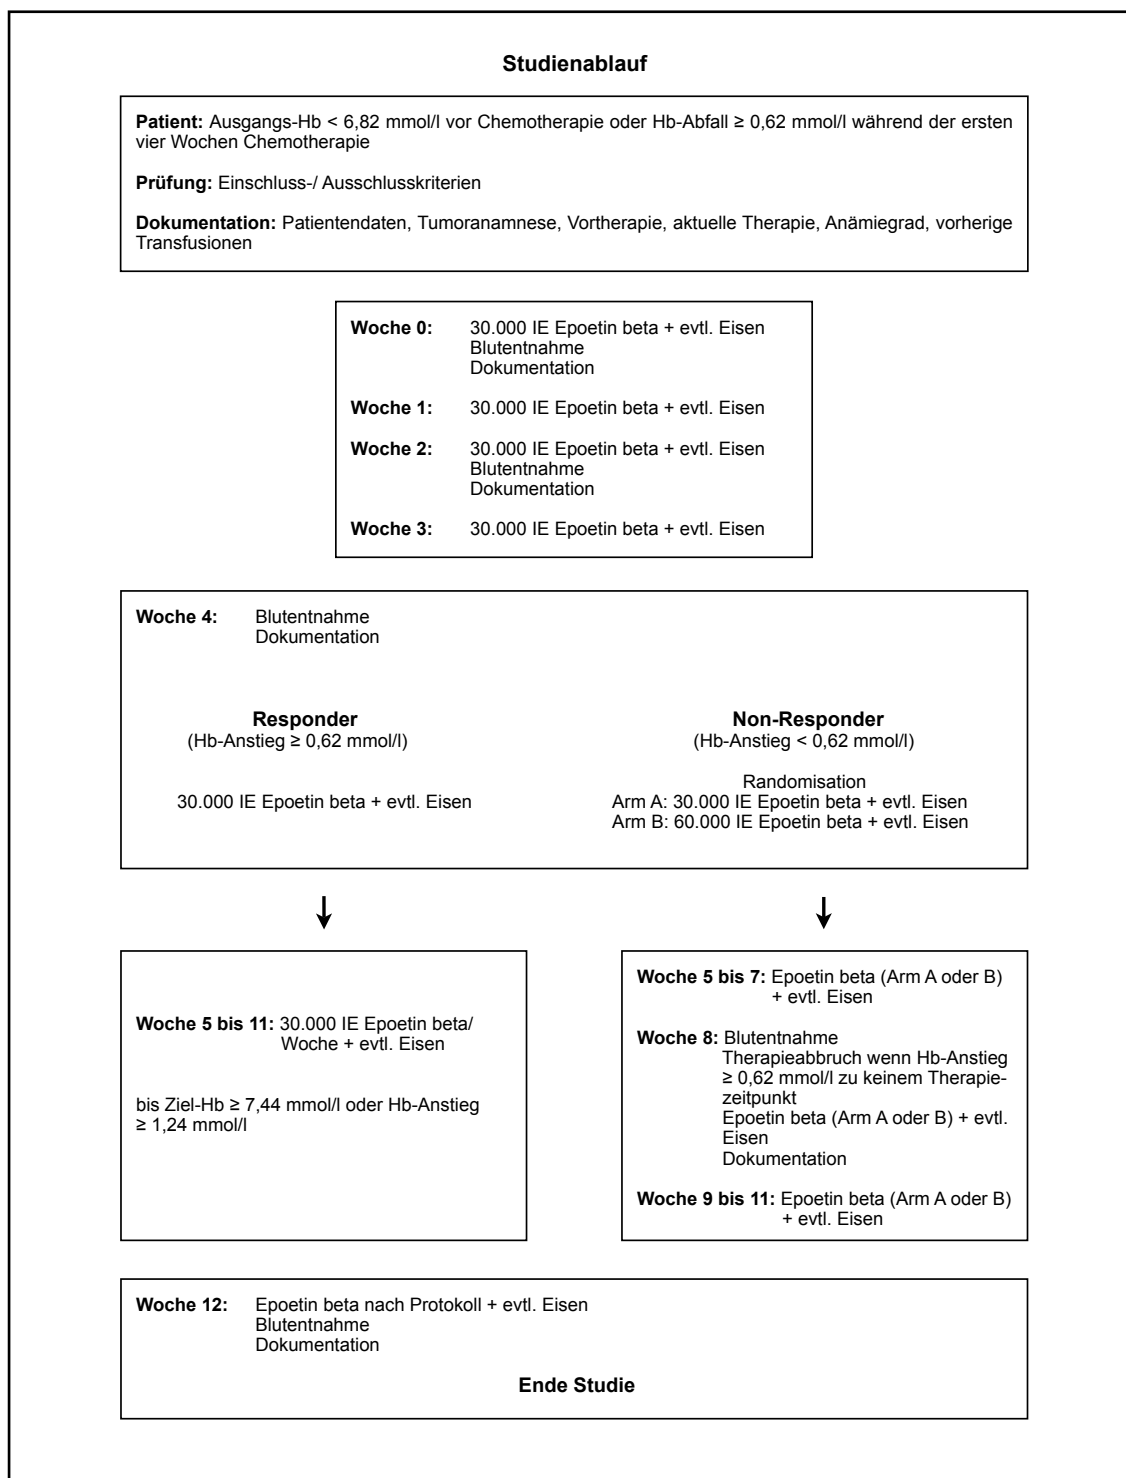 Studienablauf
Patient: Ausgangs-Hb < 6,82 mmol/l vor Chemotherapie oder Hb-Abfall ≥ 0,62 mmol/l während der ersten
vier Wochen Chemotherapie
Prüfung: Einschluss-/ Ausschlusskriterien
Dokumentation: Patientendaten, Tumoranamnese, Vortherapie, aktuelle Therapie, Anämiegrad, vorherige
Transfusionen
Woche 0: 30.000 IE Epoetin beta + evtl. Eisen
Blutentnahme
Dokumentation
Woche 1: 30.000 IE Epoetin beta + evtl. Eisen
Woche 2: 30.000 IE Epoetin beta + evtl. Eisen
Blutentnahme
Dokumentation
Woche 3: 30.000 IE Epoetin beta + evtl. Eisen
Woche 4: Blutentnahme
Dokumentation
Responder
(Hb-Anstieg ≥ 0,62 mmol/l)
30.000 IE Epoetin beta + evtl. Eisen
Non-Responder
(Hb-Anstieg < 0,62 mmol/l)
Randomisation
Arm A: 30.000 IE Epoetin beta + evtl. Eisen
Arm B: 60.000 IE Epoetin beta + evtl. Eisen
Woche 5 bis 11: 30.000 IE Epoetin beta/
Woche + evtl. Eisen
bis Ziel-Hb ≥ 7,44 mmol/l oder Hb-Anstieg
≥ 1,24 mmol/l
Woche 5 bis 7: Epoetin beta (Arm A oder B)
+ evtl. Eisen
Woche 8: Blutentnahme
Therapieabbruch wenn Hb-Anstieg
≥ 0,62 mmol/l zu keinem Therapie-
zeitpunkt
Epoetin beta (Arm A oder B) + evtl.
Eisen
Dokumentation
Woche 9 bis 11: Epoetin beta (Arm A oder B)
+ evtl. Eisen
Woche 12: Epoetin beta nach Protokoll + evtl. Eisen
Blutentnahme
Dokumentation
Ende Studie